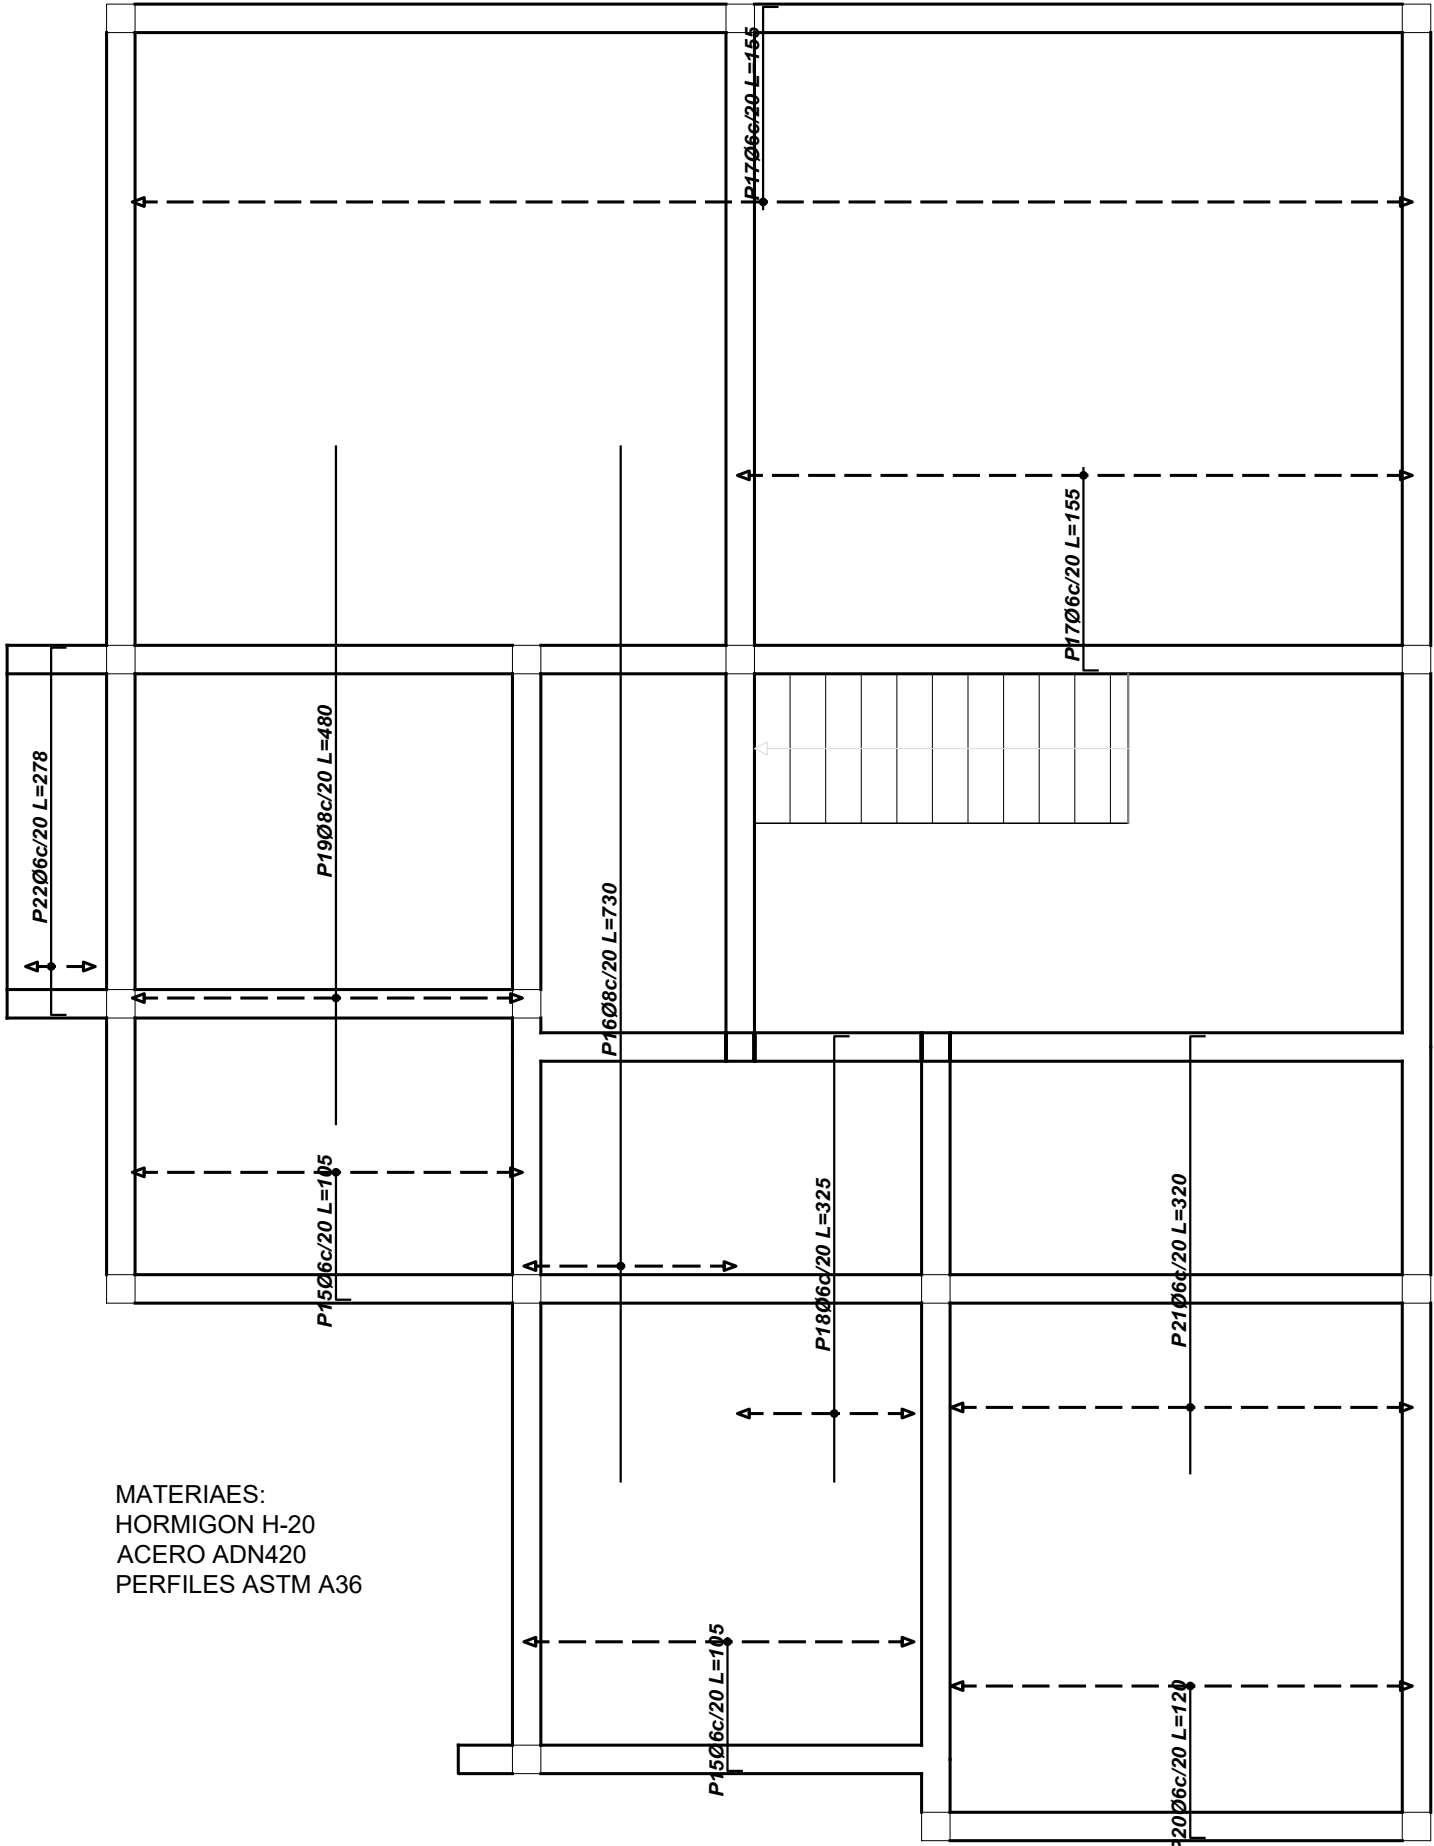 P17Ø6c/20 L=155
P17Ø6c/20 L=155
P22Ø6c/20 L=278
P19Ø8c/20 L=480
P16Ø8c/20 L=730
P15Ø6c/20 L=105
P18Ø6c/20 L=325
P21Ø6c/20 L=320
MATERIAES:
HORMIGON H-20
ACERO ADN420
PERFILES ASTM A36
P15Ø6c/20 L=105
P20Ø6c/20 L=120